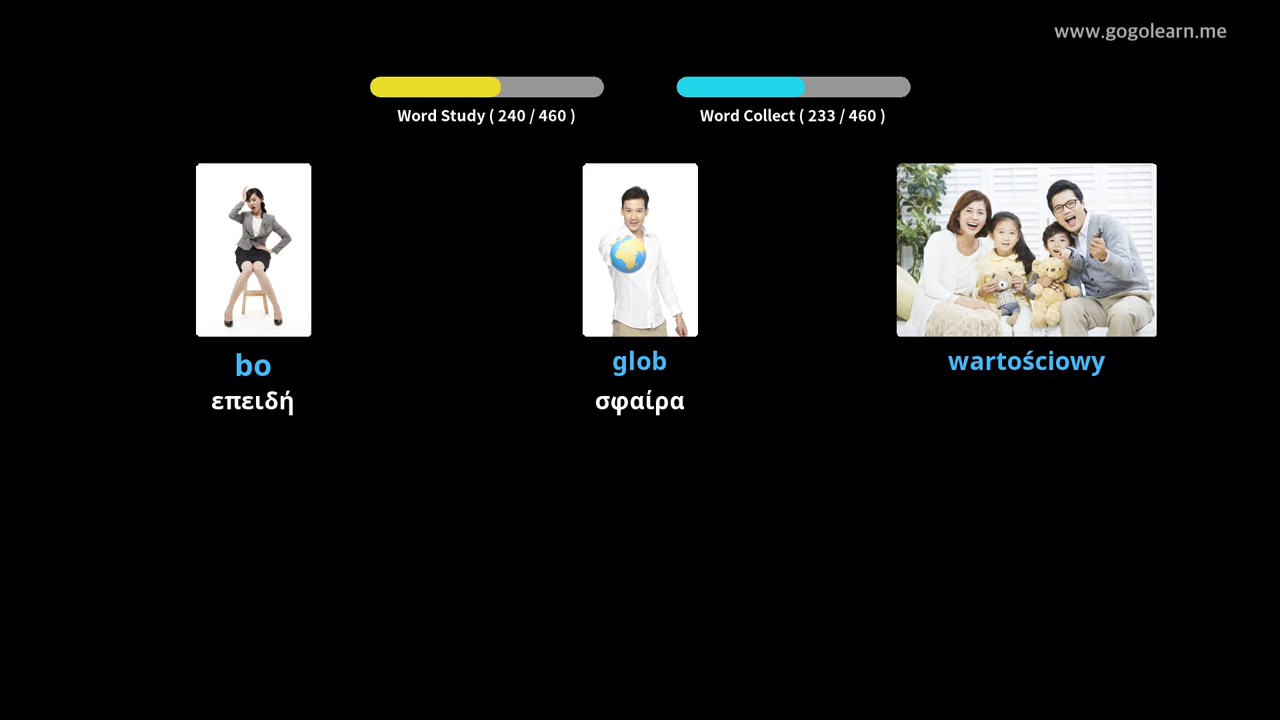 www.gogolearn.me
Word Study ( 240 / 460 )
Word Collect ( 233 / 460 )
bo
επειδή
glob
σφαίρα
wartościowy